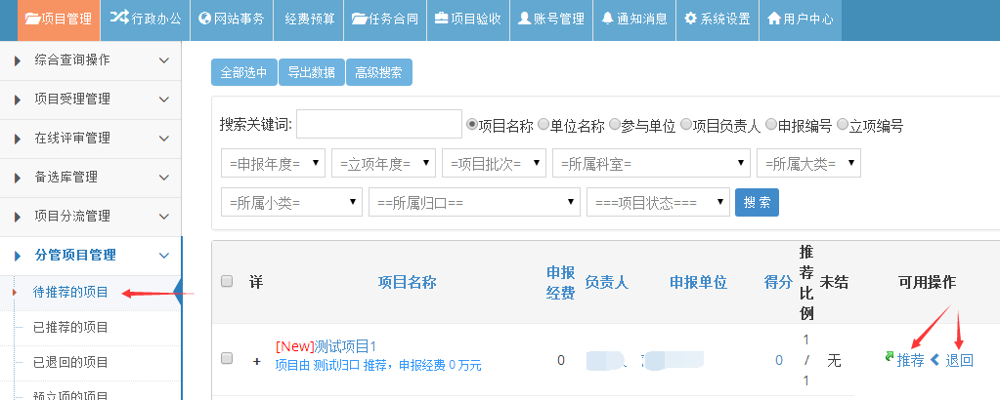 项目管理 行政办公 网站事务 经费预算 任务合同 项目验收 账号管理 通知消息 系统设置 用户中心
综合查询操作
项目受理管理
在线评审管理
备选库管理
项目分流管理
分管项目管理
待推荐的项目
已推荐的项目
已退回的项目
预立项的项目
全部选中 导出数据 高级搜索
搜索关键词: 项目名称 单位名称 参与单位 项目负责人 申报编号 立项编号
=申报年度= =立项年度= =项目批次= =所属科室= =所属大类=
=所属小类= ==所属归口== ===项目状态=== 搜 索
详 项目名称 申报经费 负责人 申报单位 得分 推荐比例 未结 可用操作
+ [New]测试项目1 0 0 1 / 1 无 推荐 退回
项目由 测试归口 推荐，申报经费 0 万元